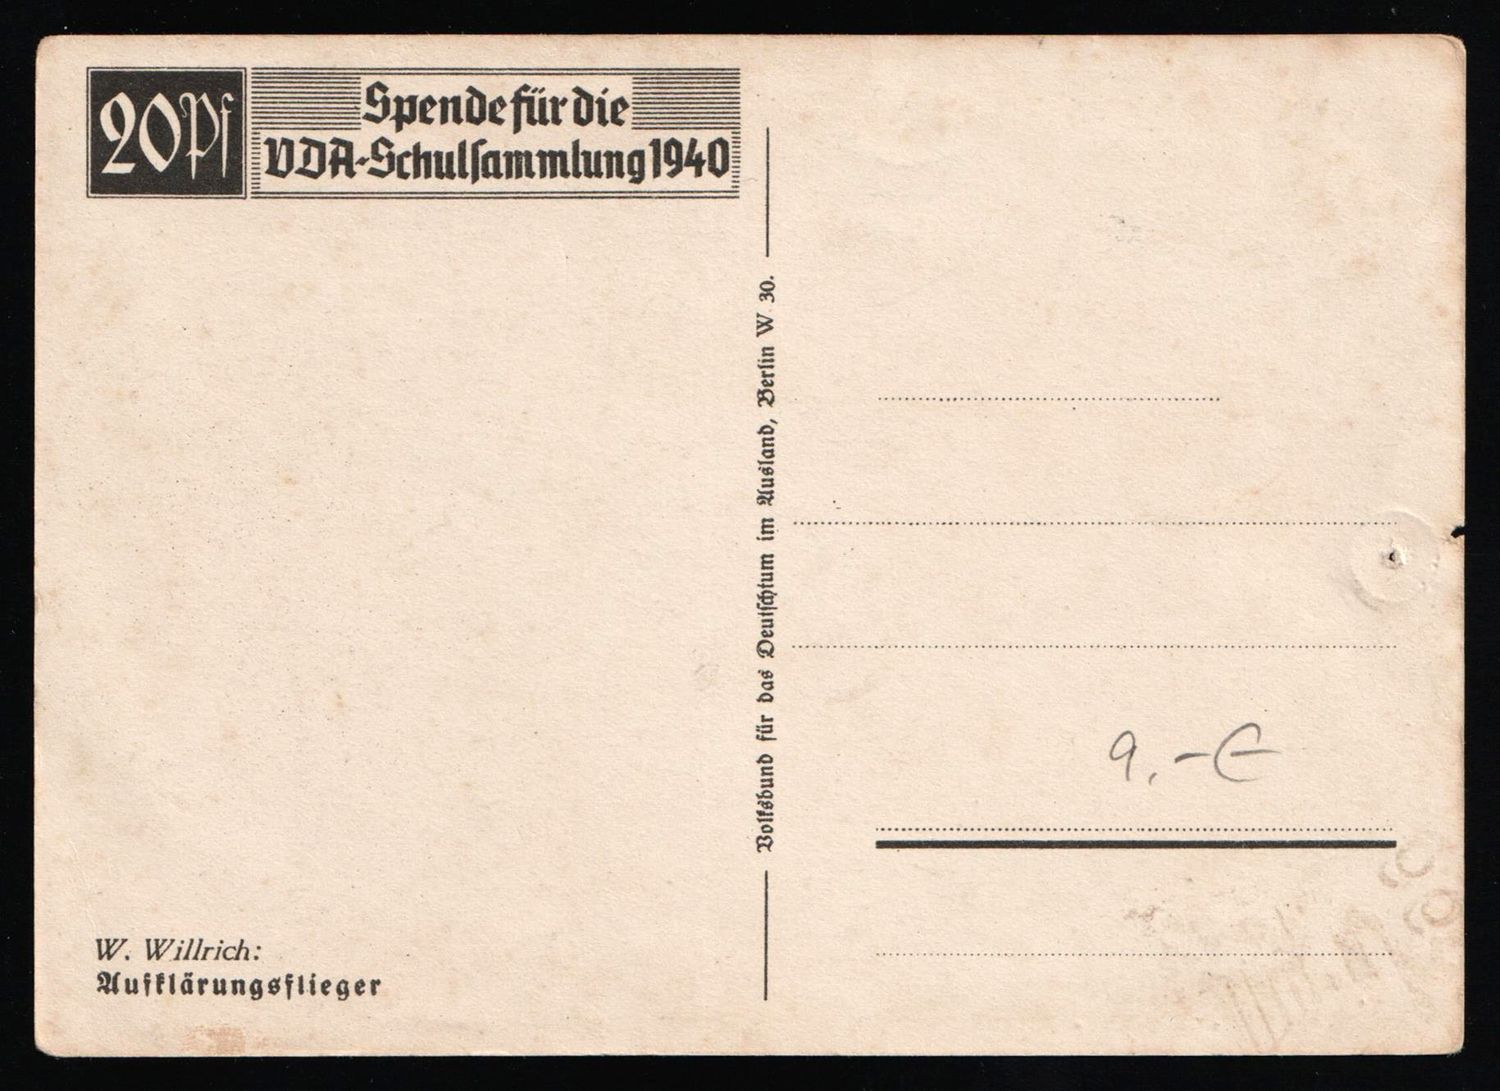 20Pf
Spende für die
VDA-Schulsammlung 1940
Volksbund für das Deutschtum im Ausland, Berlin W 30.
9,-€
W. Willrich:
Aufklärungsflieger